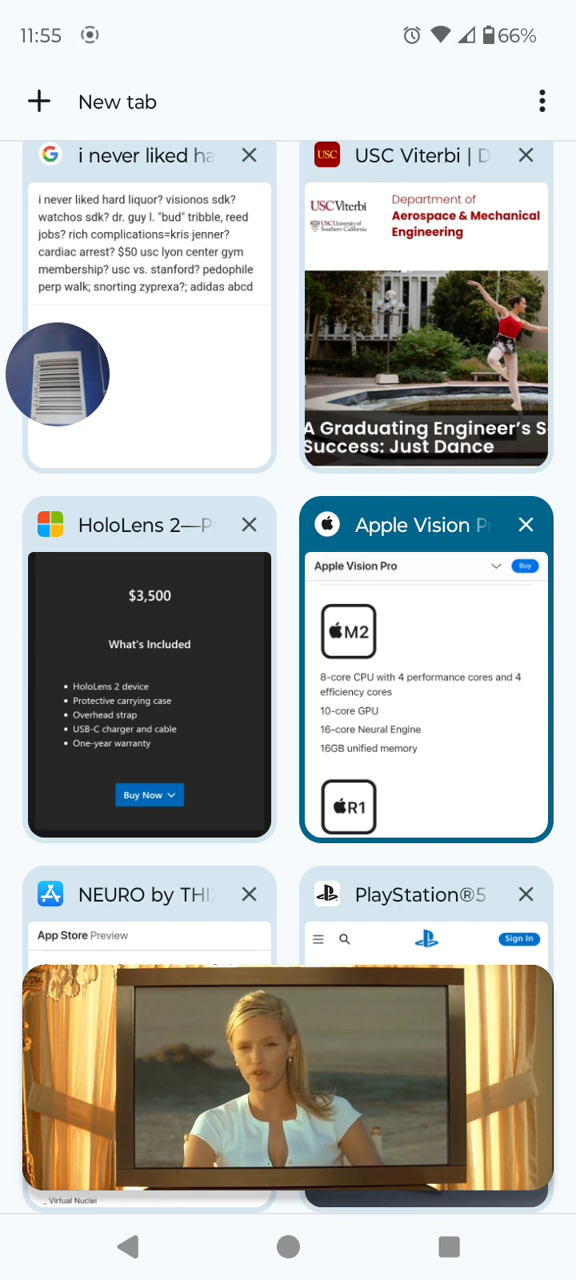 11:55
66%
New tab
i never liked ha
i never liked hard liquor? visionos sdk?
watchos sdk? dr. guy l. "bud" tribble, reed
jobs? rich complications=kris jenner?
cardiac arrest? $50 usc lyon center gym
membership? usc vs. stanford? pedophile
perp walk; snorting zyprexa?; adidas abcd
USC
USC Viterbi | D
USCViterbi
USC University of
Southern California
Department of
Aerospace & Mechanical
Engineering
A Graduating Engineer's S
Success: Just Dance
HoloLens 2—P
$3,500
What's Included
• HoloLens 2 device
• Protective carrying case
• Overhead strap
• USB-C charger and cable
• One-year warranty
Buy Now
Apple Vision P
Apple Vision Pro
Buy
M2
8-core CPU with 4 performance cores and 4
efficiency cores
10-core GPU
16-core Neural Engine
16GB unified memory
R1
NEURO by THI
App Store Preview
Virtual Nuclei
PlayStation®5
Sign In